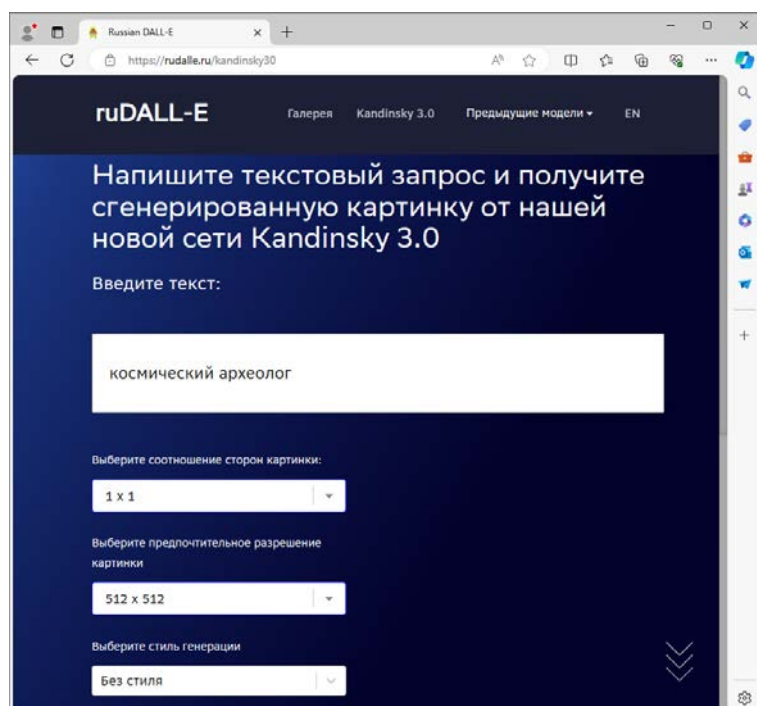 Russian DALL-E
https://rudalle.ru/kandinsky30
ruDALL-E
Галерея
Kandinsky 3.0
Предыдущие модели
EN
Напишите текстовый запрос и получите
сгенерированную картинку от нашей
новой сети Kandinsky 3.0
Введите текст:
космический археолог
Выберите соотношение сторон картинки:
1 x 1
Выберите предпочтительное разрешение
картинки
512 x 512
Выберите стиль генерации
Без стиля